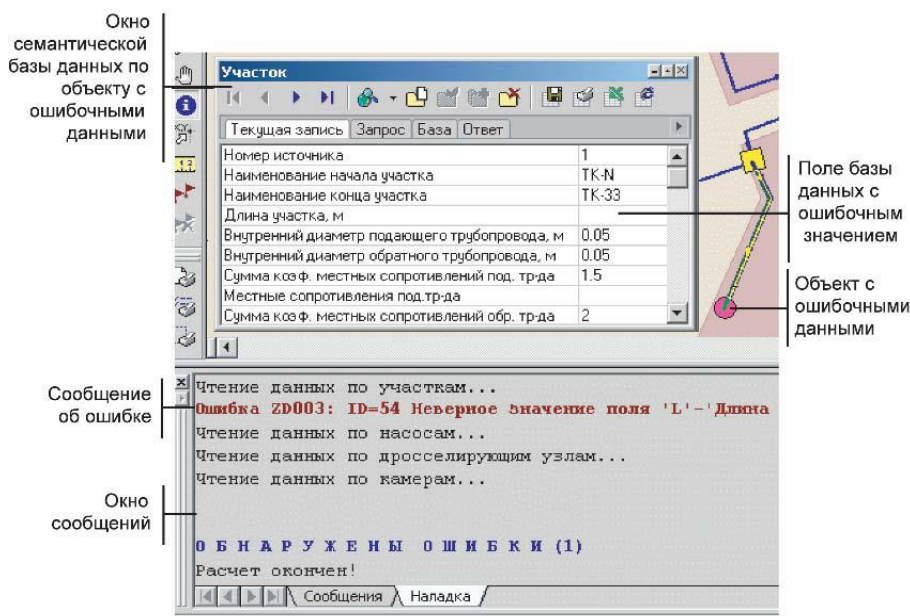 Окно
семантической
базы данных по
объекту с
ошибочными
данными
Участок
Текущая запись Запрос База Ответ
Номер источника 1
Наименование начала участка ТК-N
Наименование конца участка ТК-33
Длина участка, м
Внутренний диаметр подающего трубопровода, м 0.05
Внутренний диаметр обратного трубопровода, м 0.05
Сумма коэф. местных сопротивлений под. тр-да 1.5
Местные сопротивления под.тр-да
Сумма коэф. местных сопротивлений обр. тр-да 2
Поле базы
данных с
ошибочным
значением
Объект с
ошибочными
данными
Сообщение
об ошибке
Окно
сообщений
Чтение данных по участкам...
Ошибка ZD003: ID=54 Неверное значение поля 'L'-'Длина
Чтение данных по насосам...
Чтение данных по дросселирующим узлам...
Чтение данных по камерам...
О Б Н А Р У Ж Е Н Ы О Ш И Б К И (1)
Расчет окончен!
Сообщения Наладка